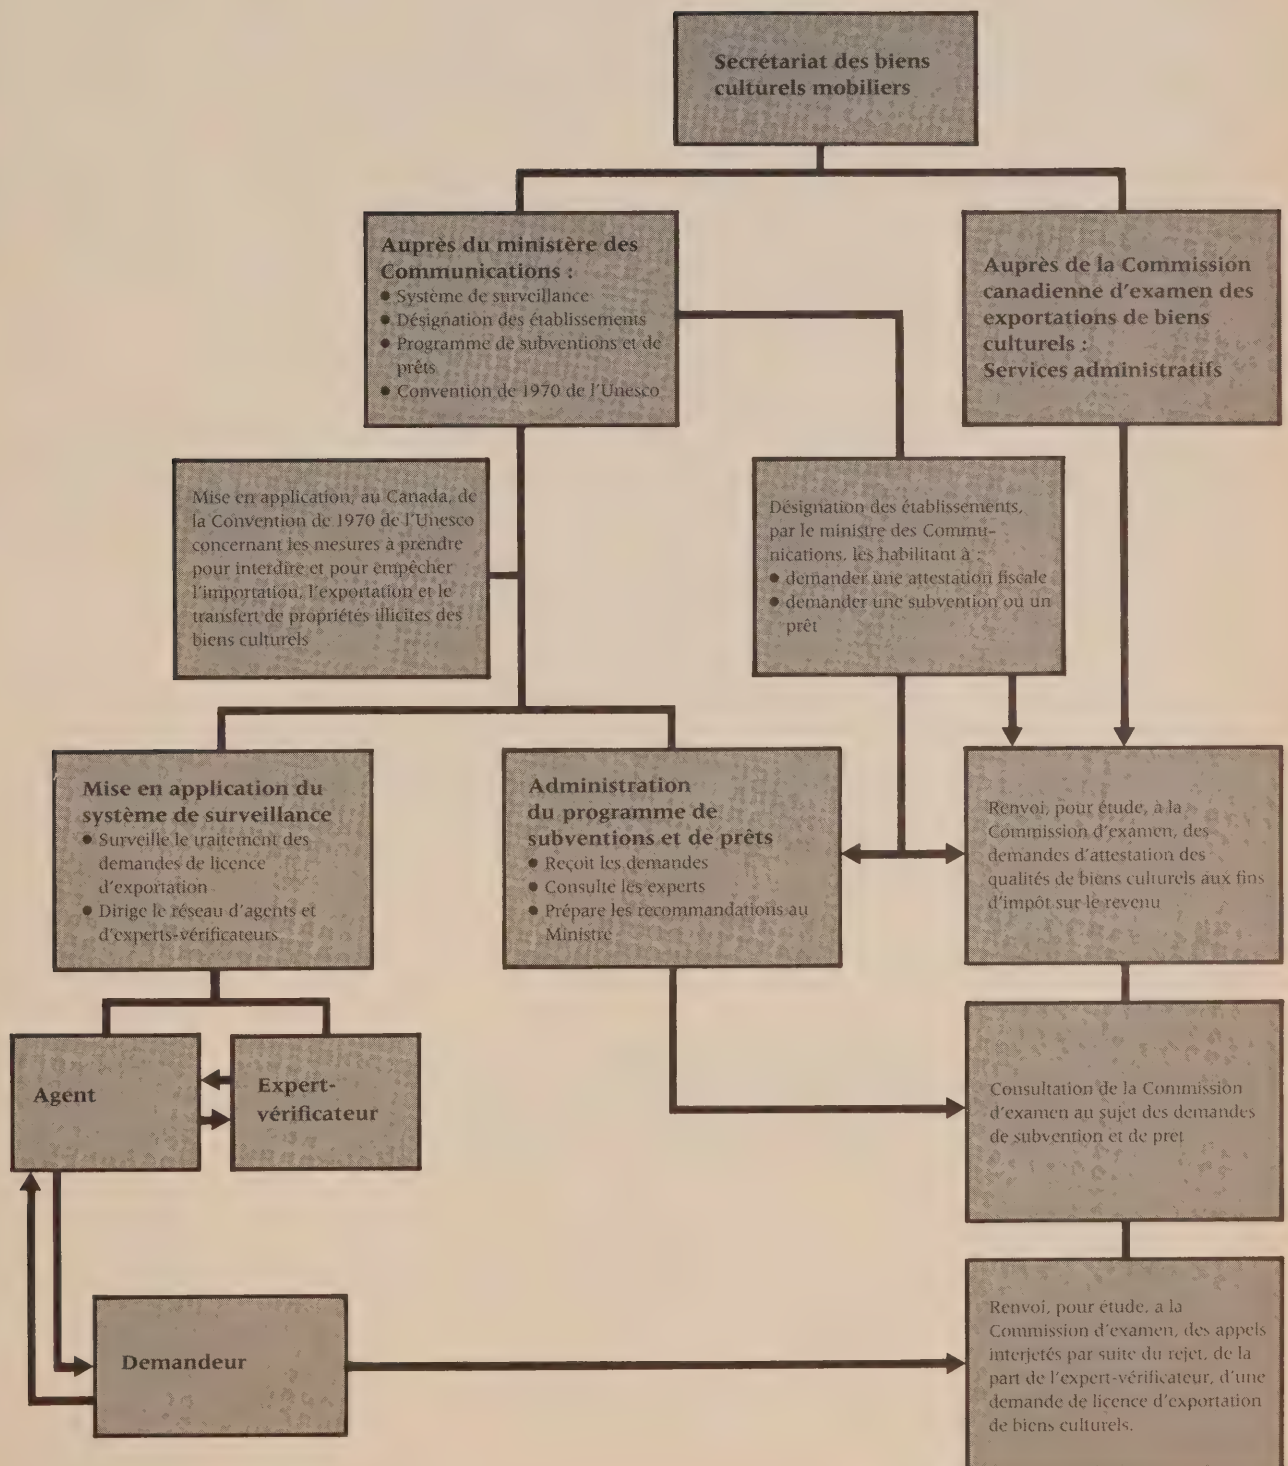 Secrétariat des biens
culturels mobiliers
Auprès du ministère des
Communications :
● Système de surveillance
● Désignation des établissements
● Programme de subventions et de
prêts
● Convention de 1970 de l'Unesco
Auprès de la Commission
canadienne d'examen des
exportations de biens
culturels :
Services administratifs
Mise en application, au Canada, de
la Convention de 1970 de l'Unesco
concernant les mesures à prendre
pour interdire et pour empêcher
l'importation, l'exportation et le
transfert de propriétés illicites des
biens culturels
Désignation des établissements,
par le ministre des Commu-
nications, les habilitant à :
● demander une attestation fiscale
● demander une subvention ou un
prêt
Mise en application du
système de surveillance
● Surveille le traitement des
demandes de licence
d'exportation
● Dirige le réseau d'agents et
d'experts-vérificateurs
Administration
du programme de
subventions et de prêts
● Reçoit les demandes
● Consulte les experts
● Prépare les recommandations au
Ministre
Renvoi, pour étude, à la
Commission d'examen, des
demandes d'attestation des
qualités de biens culturels aux fins
d'impôt sur le revenu
Agent
Expert-
vérificateur
Consultation de la Commission
d'examen au sujet des demandes
de subvention et de pret
Demandeur
Renvoi, pour étude, a la
Commission d'examen, des appels
interjetés par suite du rejet, de la
part de l'expert-vérificateur, d'une
demande de licence d'exportation
de biens culturels.